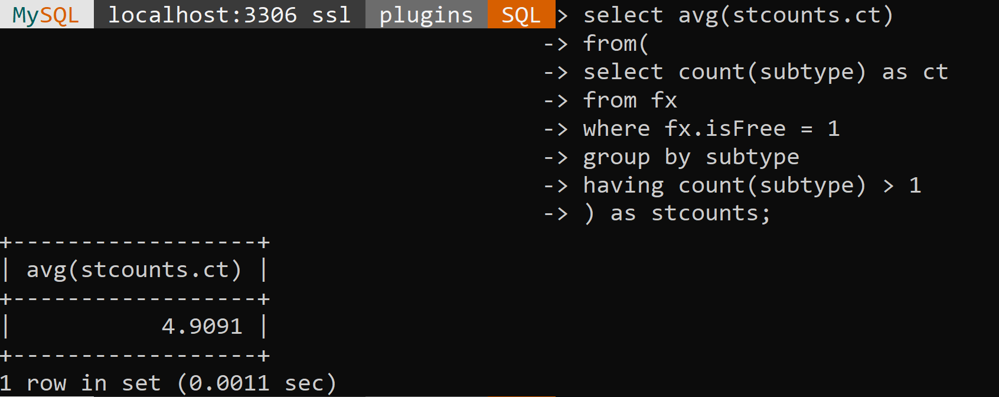 MySQL localhost:3306 ssl plugins SQL > select avg(stcounts.ct)
-> from(
-> select count(subtype) as ct
-> from fx
-> where fx.isFree = 1
-> group by subtype
-> having count(subtype) > 1
-> ) as stcounts;
+------------------+
| avg(stcounts.ct) |
+------------------+
|           4.9091 |
+------------------+
1 row in set (0.0011 sec)